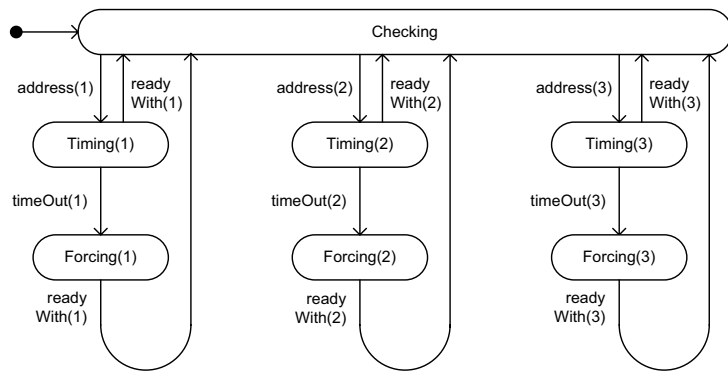 Checking
address(1)
ready
With(1)
address(2)
ready
With(2)
address(3)
ready
With(3)
Timing(1)
Timing(2)
Timing(3)
timeOut(1)
timeOut(2)
timeOut(3)
Forcing(1)
Forcing(2)
Forcing(3)
ready
With(1)
ready
With(2)
ready
With(3)